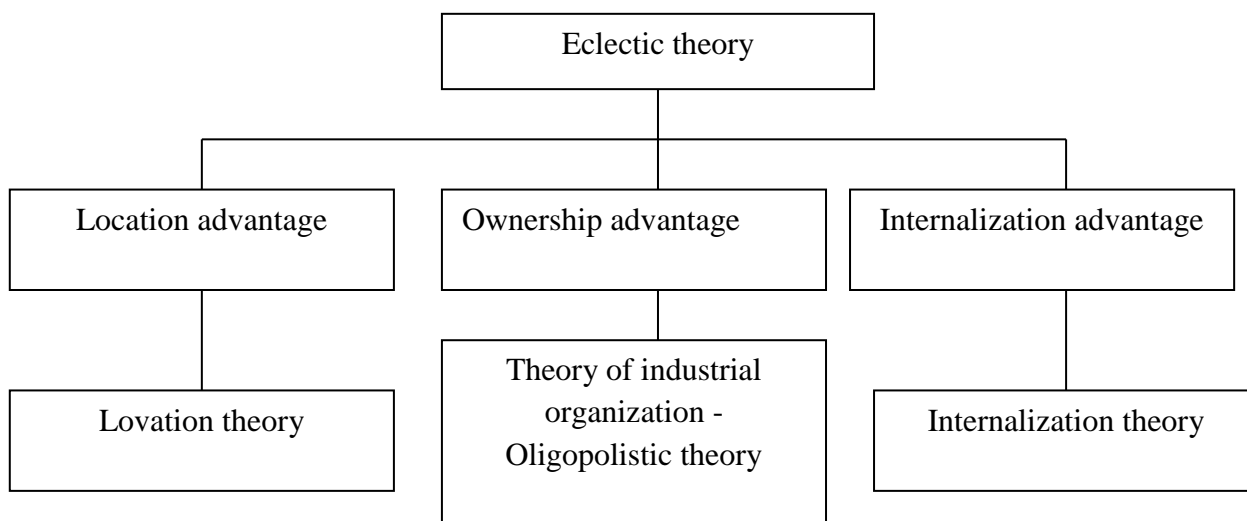 Eclectic theory
Location advantage
Ownership advantage
Internalization advantage
Lovation theory
Theory of industrial
organization -
Oligopolistic theory
Internalization theory